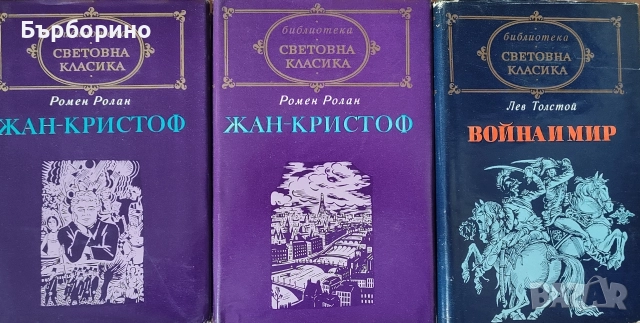 Бърборино
библиотека
СВЕТОВНА
КЛАСИКА
Ромен Ролан
ЖАН-КРИСТОФ
библиотека
СВЕТОВНА
КЛАСИКА
Ромен Ролан
ЖАН-КРИСТОФ
библиотека
СВЕТОВНА
КЛАСИКА
Лев Толстой
ВОЙНА И МИР
BAZAR